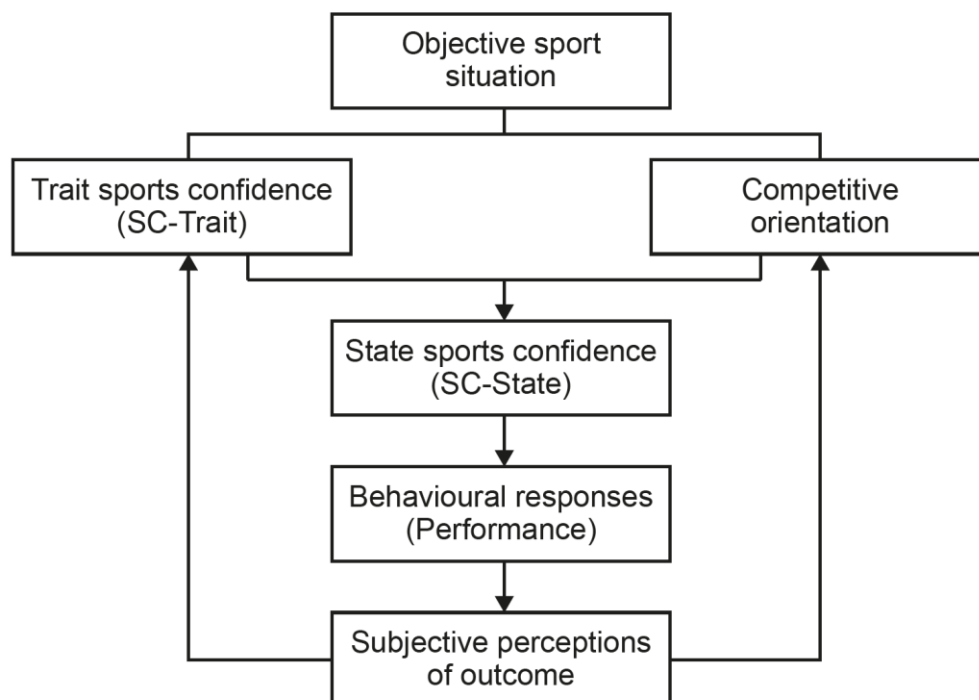 Objective sport
situation
Trait sports confidence
(SC-Trait)
Competitive
orientation
State sports confidence
(SC-State)
Behavioural responses
(Performance)
Subjective perceptions
of outcome